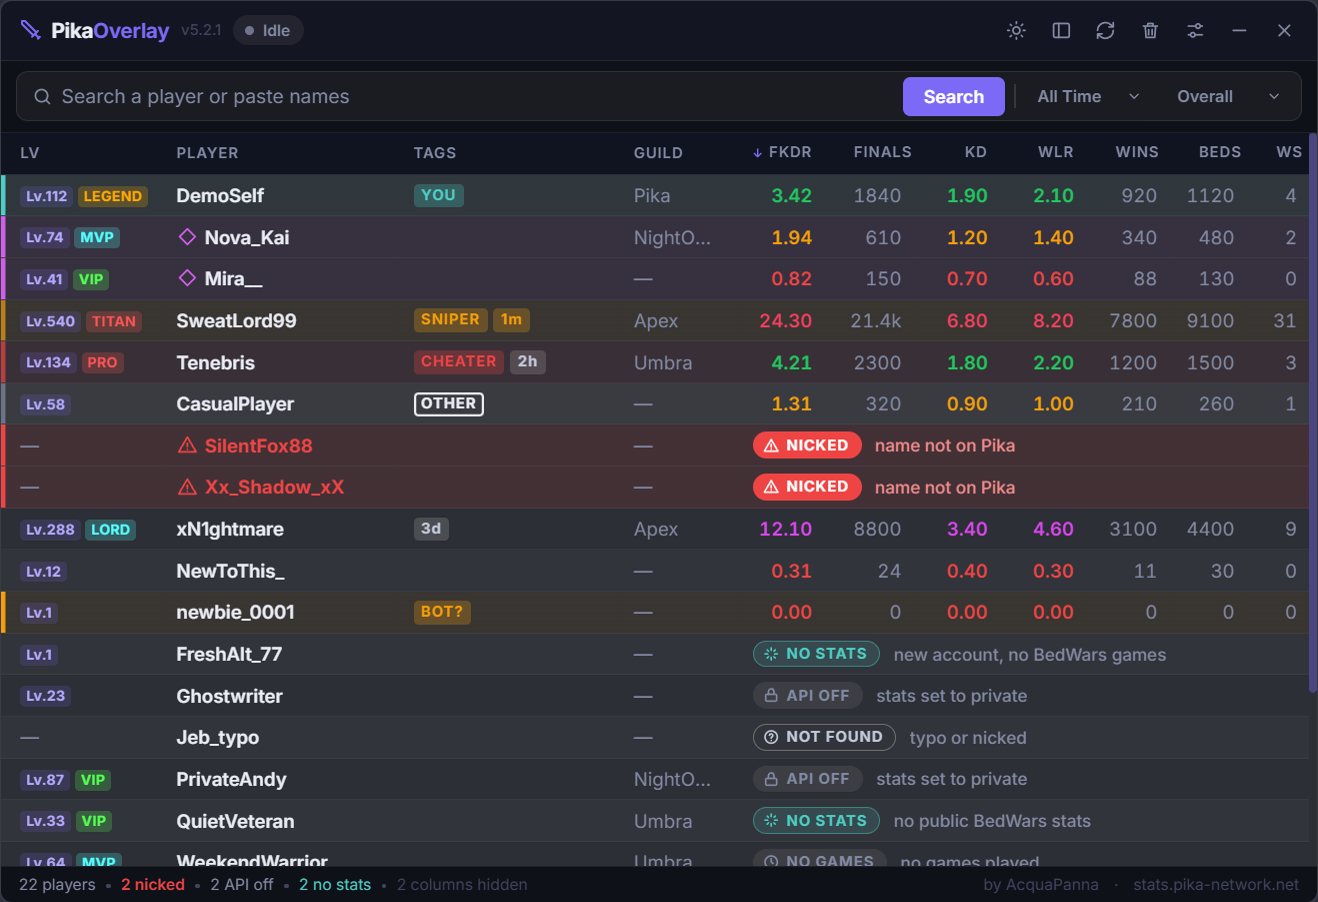 PikaOverlay v5.2.1 Idle
Search a player or paste names Search All Time Overall
LV PLAYER TAGS GUILD ↓ FKDR FINALS KD WLR WINS BEDS WS
Lv.112 LEGEND DemoSelf YOU Pika 3.42 1840 1.90 2.10 920 1120 4
Lv.74 MVP Nova_Kai NightO... 1.94 610 1.20 1.40 340 480 2
Lv.41 VIP Mira__ — 0.82 150 0.70 0.60 88 130 0
Lv.540 TITAN SweatLord99 SNIPER 1m Apex 24.30 21.4k 6.80 8.20 7800 9100 31
Lv.134 PRO Tenebris CHEATER 2h Umbra 4.21 2300 1.80 2.20 1200 1500 3
Lv.58 CasualPlayer OTHER — 1.31 320 0.90 1.00 210 260 1
— SilentFox88 — NICKED name not on Pika
— Xx_Shadow_xX — NICKED name not on Pika
Lv.288 LORD xN1ghtmare 3d Apex 12.10 8800 3.40 4.60 3100 4400 9
Lv.12 NewToThis_ — 0.31 24 0.40 0.30 11 30 0
Lv.1 newbie_0001 BOT? — 0.00 0 0.00 0.00 0 0 0
Lv.1 FreshAlt_77 — NO STATS new account, no BedWars games
Lv.23 Ghostwriter — API OFF stats set to private
— Jeb_typo — NOT FOUND typo or nicked
Lv.87 VIP PrivateAndy NightO... API OFF stats set to private
Lv.33 VIP QuietVeteran Umbra NO STATS no public BedWars stats
Lv.64 MVP WeekendWarrior Umbra NO GAMES no games played
22 players • 2 nicked • 2 API off • 2 no stats • 2 columns hidden by AcquaPanna · stats.pika-network.net